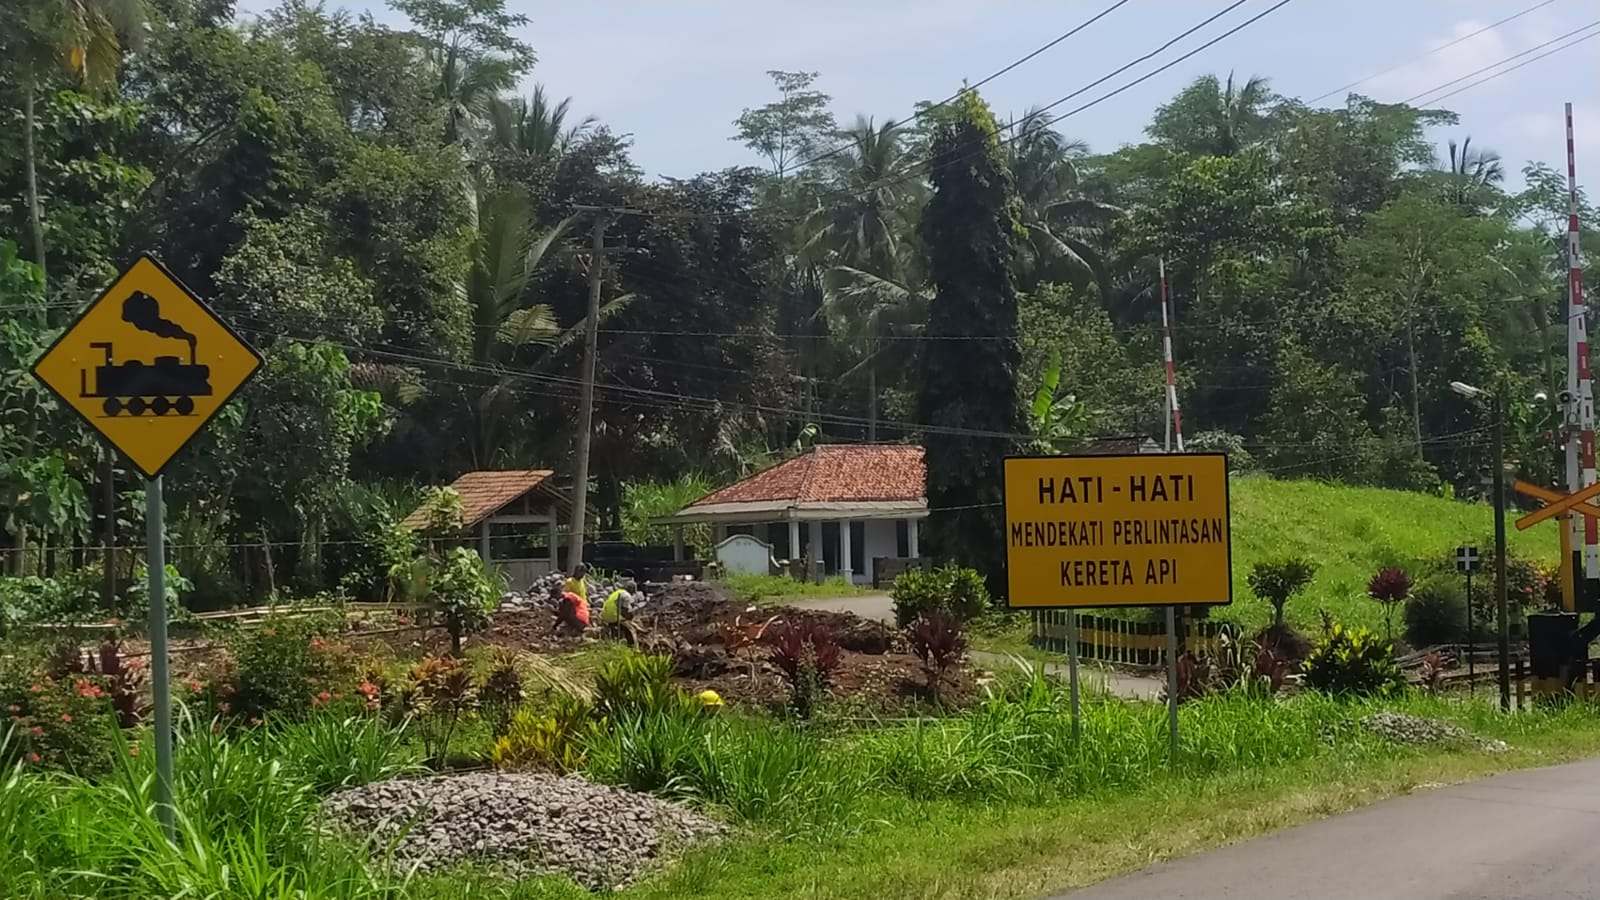 HATI - HATI
MENDEKATI PERLINTASAN
KERETA API